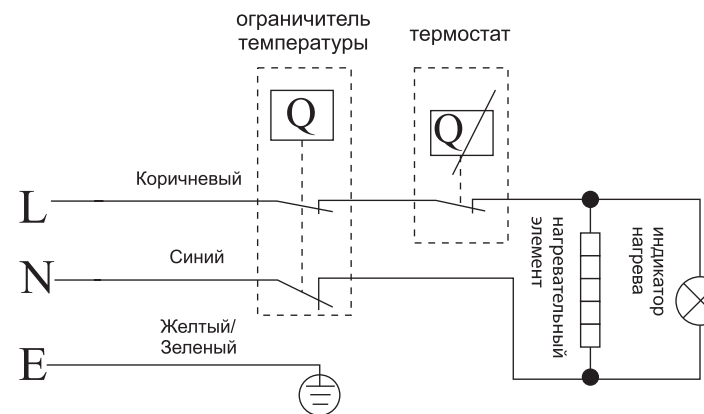 ограничитель
температуры
термостат
Q
Q
L
Коричневый
N
Синий
E
Желтый/
Зеленый
нагревательный
элемент
индикатор
нагрева